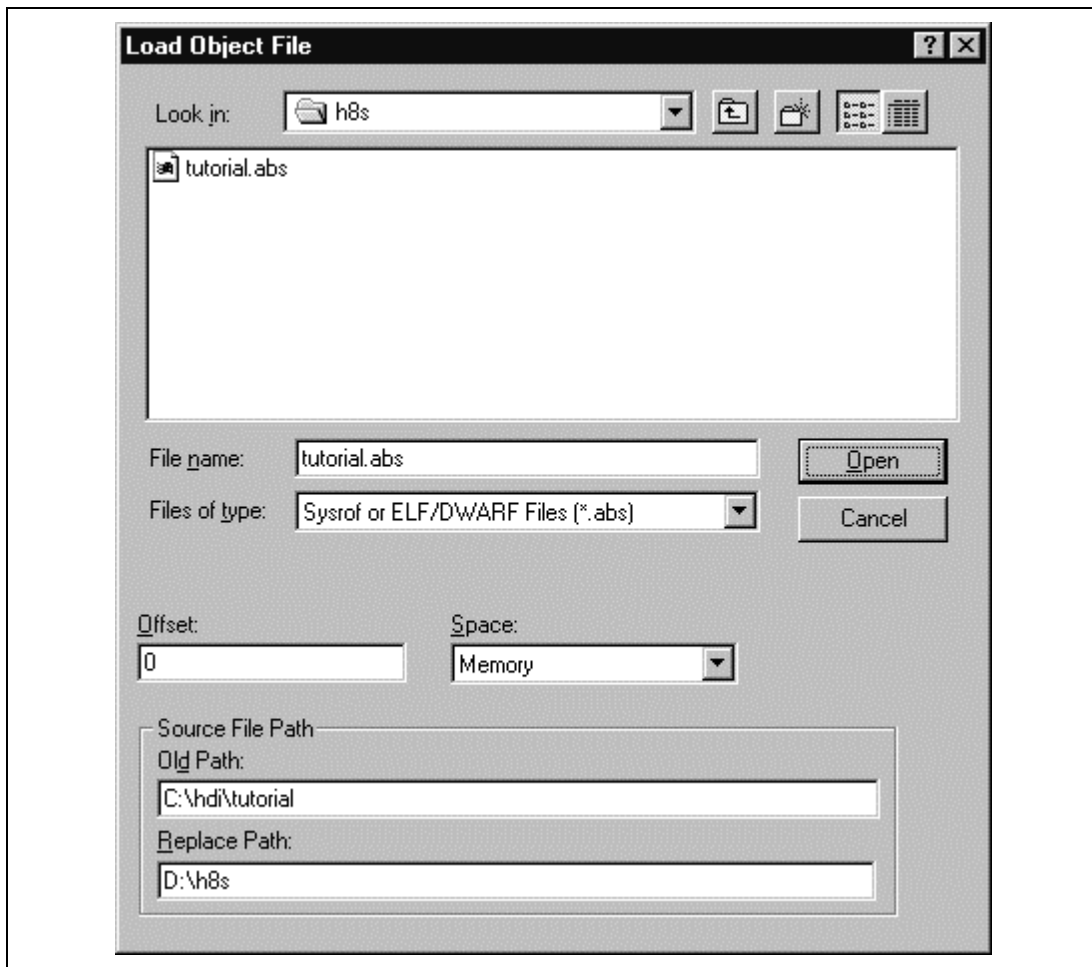 Load Object File
Look in: h8s
tutorial.abs
File name: tutorial.abs Open
Files of type: Sysrof or ELF/DWARF Files (*.abs) Cancel
Offset: Space:
0 Memory
Source File Path
Old Path:
C:\hdi\tutorial
Replace Path:
D:\h8s